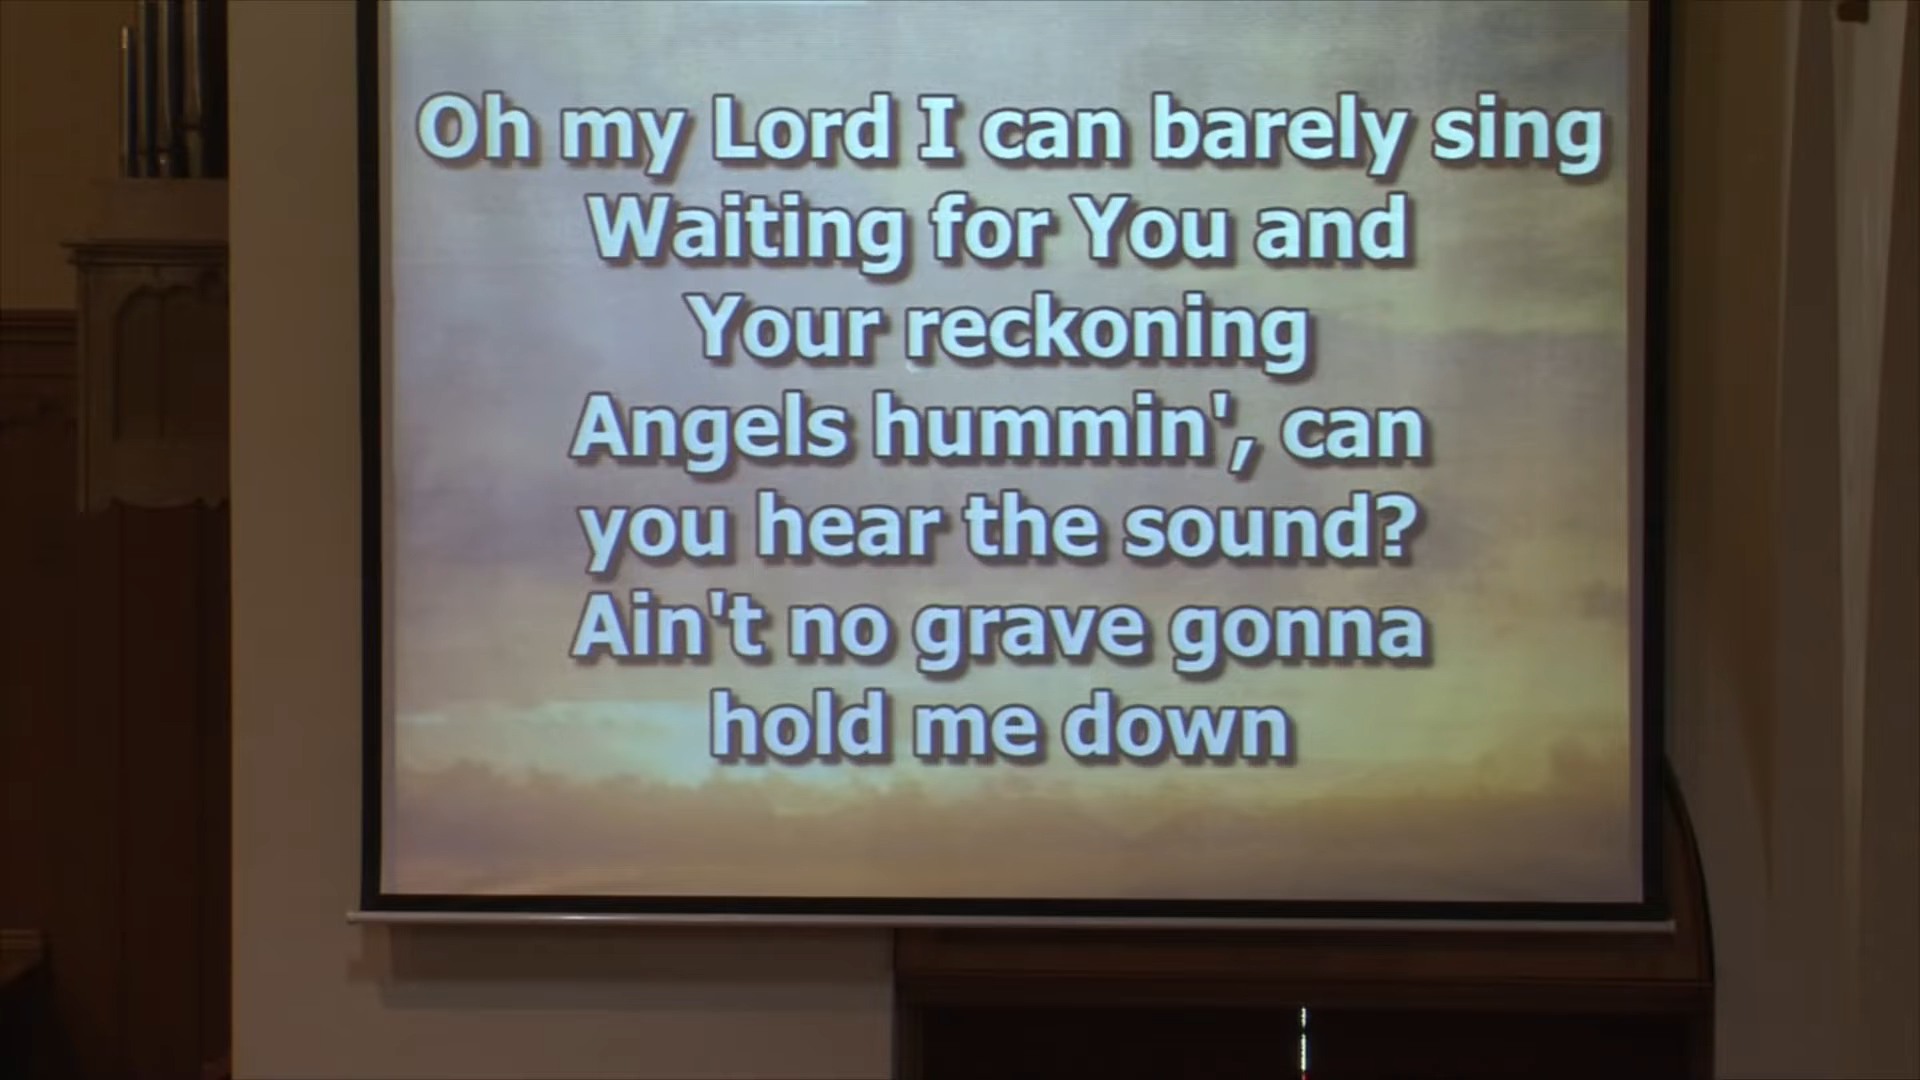 Oh my Lord I can barely sing
Waiting for You and
Your reckoning
Angels hummin', can
you hear the sound?
Ain't no grave gonna
hold me down